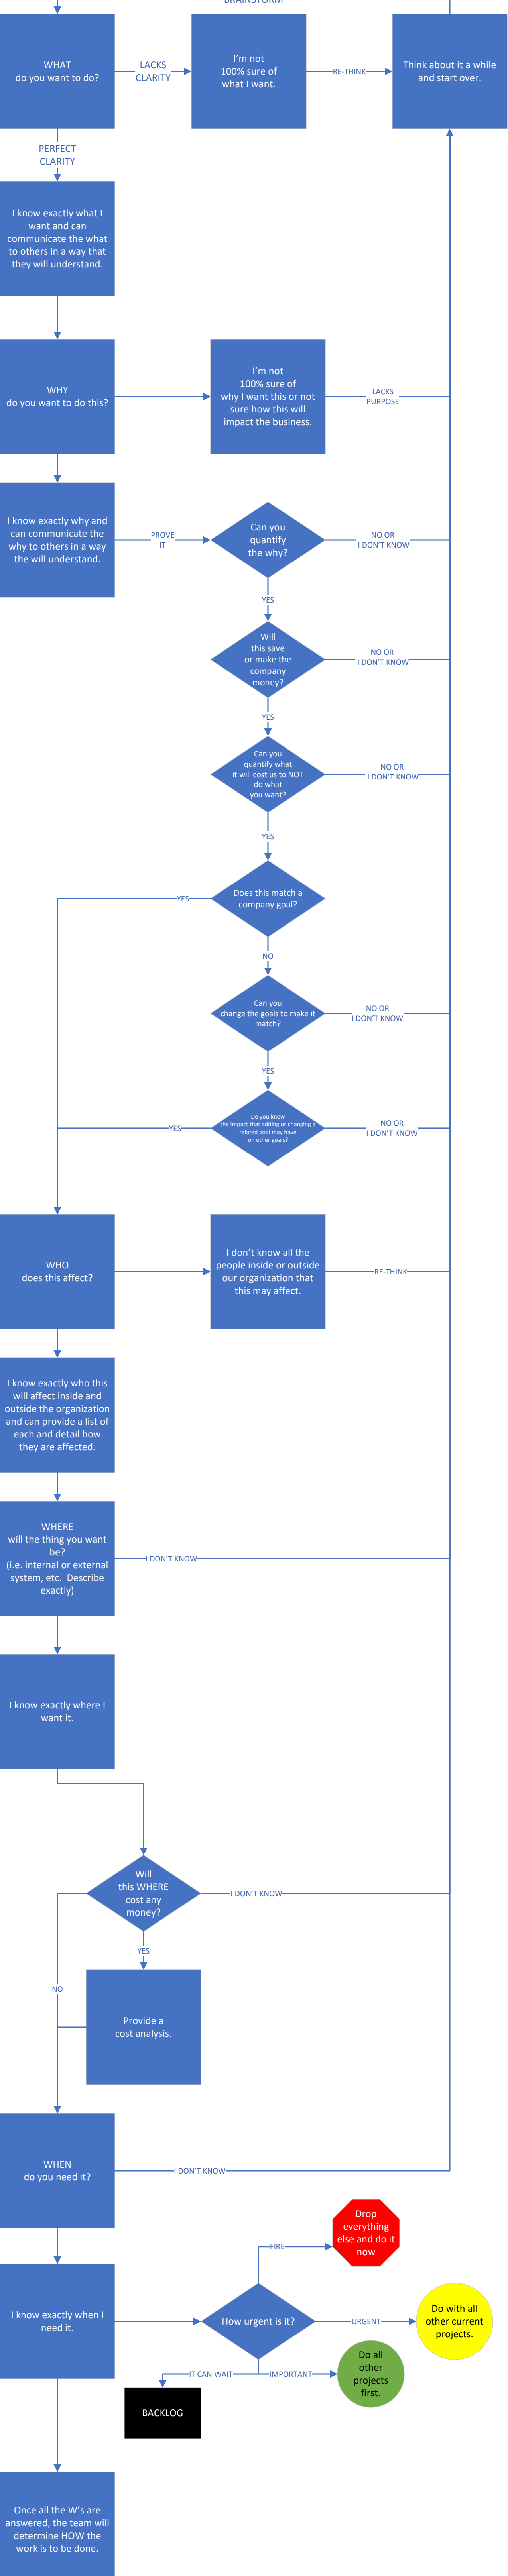 BRAINSTORM
WHAT
do you want to do?
LACKS
CLARITY
I'm not
100% sure of
what I want.
RE-THINK
Think about it a while
and start over.
PERFECT
CLARITY
I know exactly what I
want and can
communicate the what
to others in a way that
they will understand.
WHY
do you want to do this?
I'm not
100% sure of
why I want this or not
sure how this will
impact the business.
LACKS
PURPOSE
I know exactly why and
can communicate the
why to others in a way
the will understand.
PROVE
IT
Can you
quantify
the why?
NO OR
I DON'T KNOW
YES
Will
this save
or make the
company
money?
NO OR
I DON'T KNOW
YES
Can you
quantify what
it will cost us to NOT
do what
you want?
NO OR
I DON'T KNOW
YES
Does this match a
company goal?
YES
NO
Can you
change the goals to make it
match?
NO OR
I DON'T KNOW
YES
Do you know
the impact that adding or changing a
related goal may have
on other goals?
YES
NO OR
I DON'T KNOW
WHO
does this affect?
I don't know all the
people inside or outside
our organization that
this may affect.
RE-THINK
I know exactly who this
will affect inside and
outside the organization
and can provide a list of
each and detail how
they are affected.
WHERE
will the thing you want
be?
(i.e. internal or external
system, etc. Describe
exactly)
I DON'T KNOW
I know exactly where I
want it.
Will
this WHERE
cost any
money?
I DON'T KNOW
YES
NO
Provide a
cost analysis.
WHEN
do you need it?
I DON'T KNOW
Drop
everything
else and do it
now
FIRE
I know exactly when I
need it.
How urgent is it?
URGENT
Do with all
other current
projects.
IT CAN WAIT
IMPORTANT
Do all
other
projects
first.
BACKLOG
Once all the W's are
answered, the team will
determine HOW the
work is to be done.